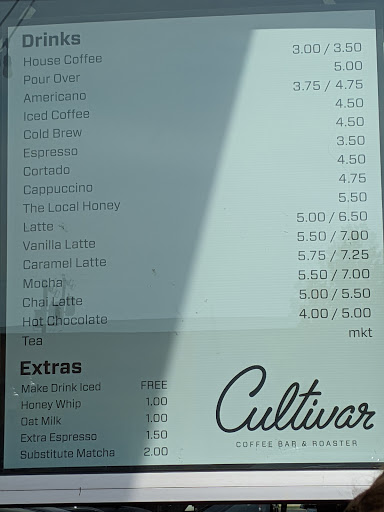 Drinks
House Coffee 3.00 / 3.50
Pour Over 5.00
Americano 3.75 / 4.75
Iced Coffee 4.50
Cold Brew 4.50
Espresso 3.50
Cortado 4.50
Cappuccino 4.75
The Local Honey 5.50
Latte 5.00 / 6.50
Vanilla Latte 5.50 / 7.00
Caramel Latte 5.75 / 7.25
Mocha 5.50 / 7.00
Chai Latte 5.00 / 5.50
Hot Chocolate 4.00 / 5.00
Tea mkt
Extras
Make Drink Iced FREE
Honey Whip 1.00
Oat Milk 1.00
Extra Espresso 1.50
Substitute Matcha 2.00
Cultivar
COFFEE BAR & ROASTER